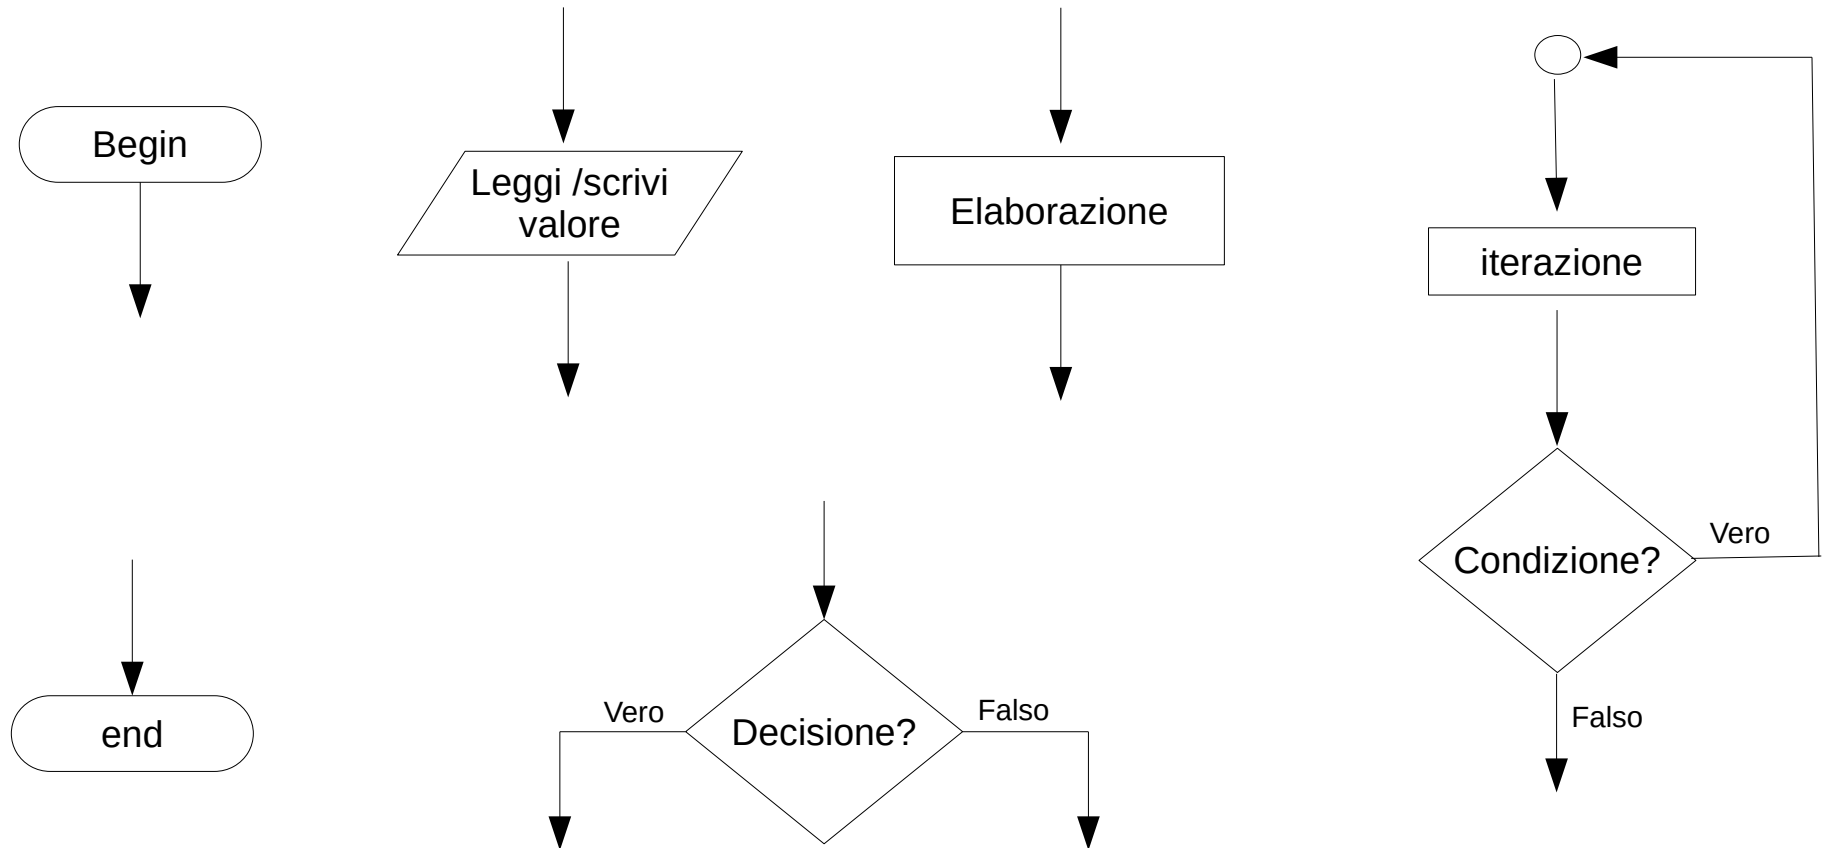 Begin
Leggi /scrivi
valore
Elaborazione
iterazione
Condizione?
Vero
Falso
end
Vero
Decisione?
Falso